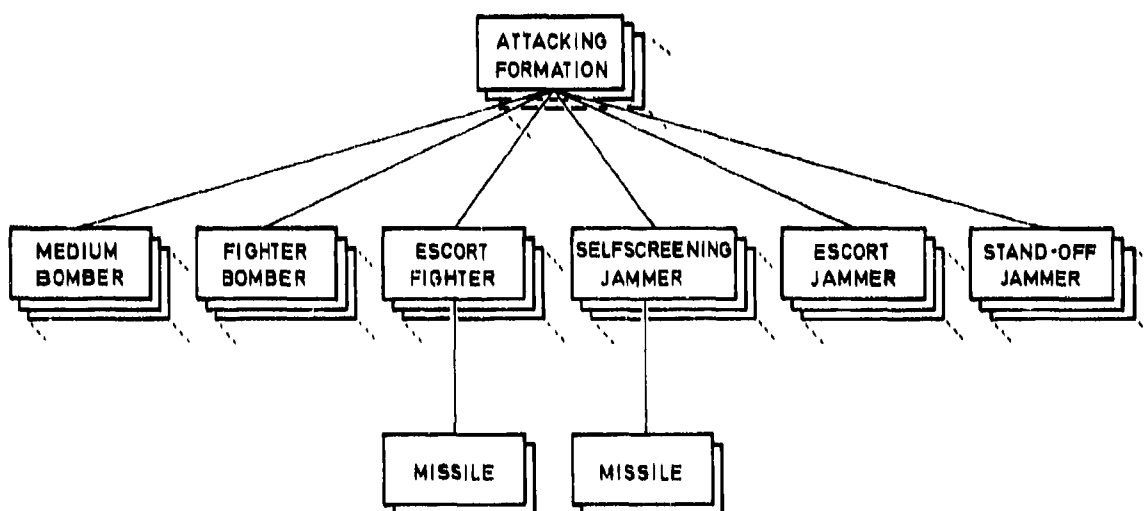 ATTACKING
FORMATION
MEDIUM
BOMBER
FIGHTER
BOMBER
ESCORT
FIGHTER
SELFSCREENING
JAMMER
ESCORT
JAMMER
STAND-OFF
JAMMER
MISSILE
MISSILE